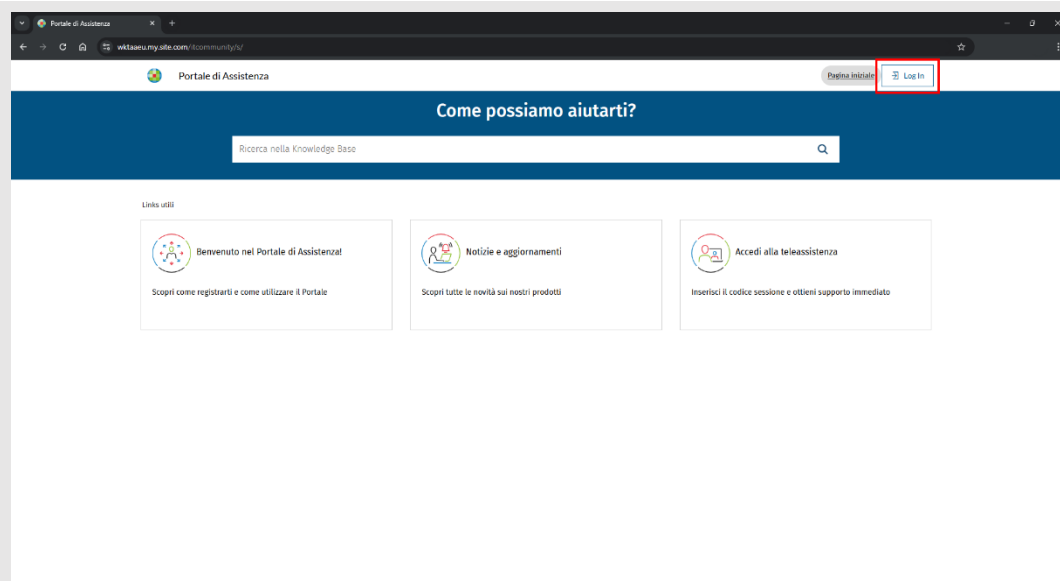 Portale di Assistenza
wktaaeu.my.site.com/itcommunity/s/
Portale di Assistenza
Pagina iniziale
Log In
Come possiamo aiutarti?
Ricerca nella Knowledge Base
Links utili
Benvenuto nel Portale di Assistenza!
Scopri come registrarti e come utilizzare il Portale
Notizie e aggiornamenti
Scopri tutte le novità sui nostri prodotti
Accedi alla teleassistenza
Inserisci il codice sessione e ottieni supporto immediato